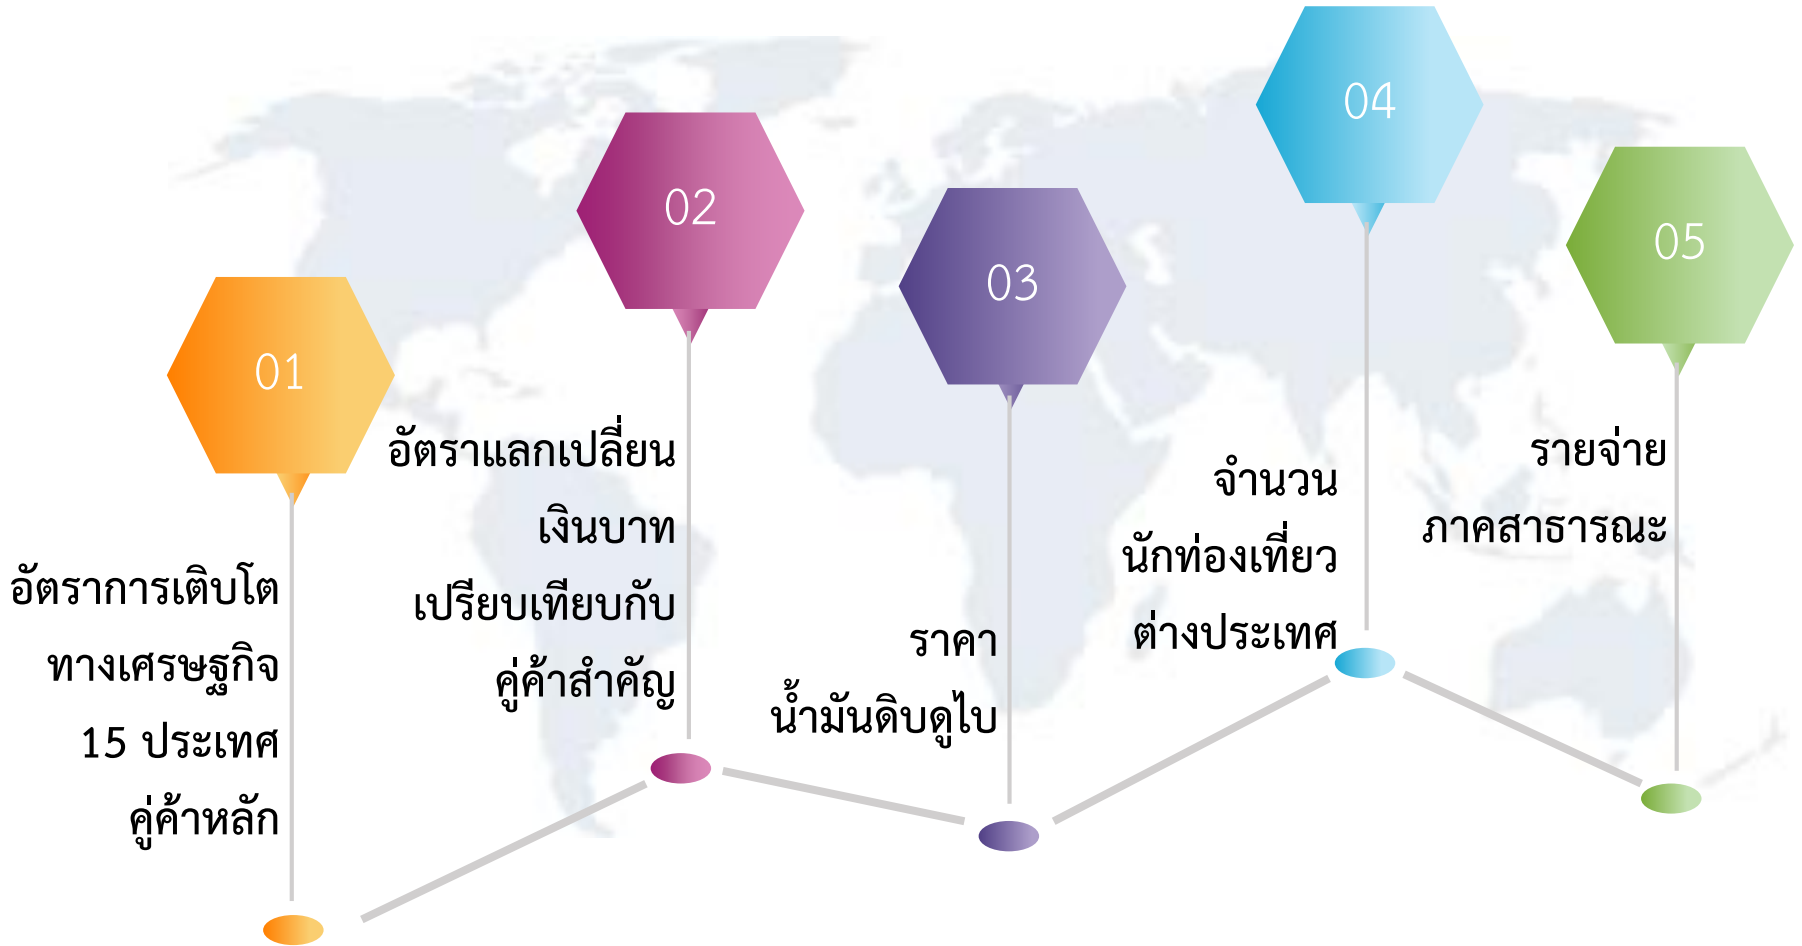 01
อัตราการเติบโต
ทางเศรษฐกิจ
15 ประเทศ
คู่ค้าหลัก
02
อัตราแลกเปลี่ยน
เงินบาท
เปรียบเทียบกับ
คู่ค้าสำคัญ
03
ราคา
น้ำมันดิบดูไบ
04
จำนวน
นักท่องเที่ยว
ต่างประเทศ
05
รายจ่าย
ภาคสาธารณะ